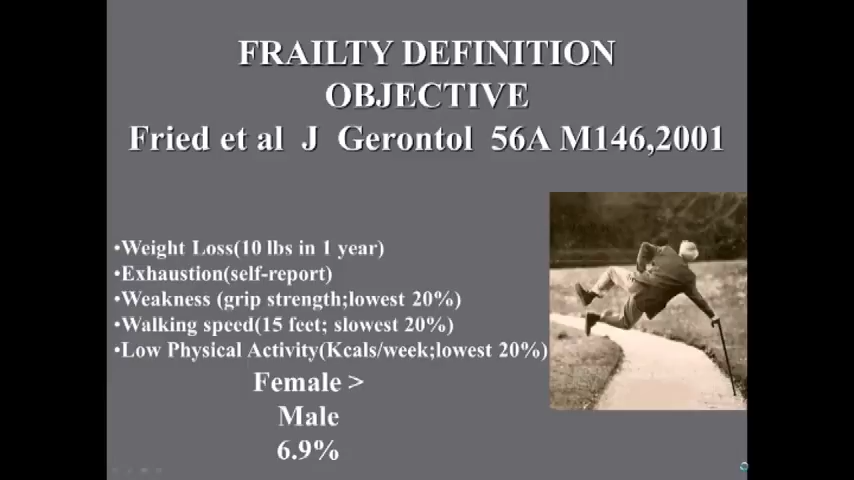 FRAILTY DEFINITION
OBJECTIVE
Fried et al J Gerontol 56A M146,2001
•Weight Loss(10 lbs in 1 year)
•Exhaustion(self-report)
•Weakness (grip strength;lowest 20%)
•Walking speed(15 feet; slowest 20%)
•Low Physical Activity(Kcals/week;lowest 20%)
Female >
Male
6.9%